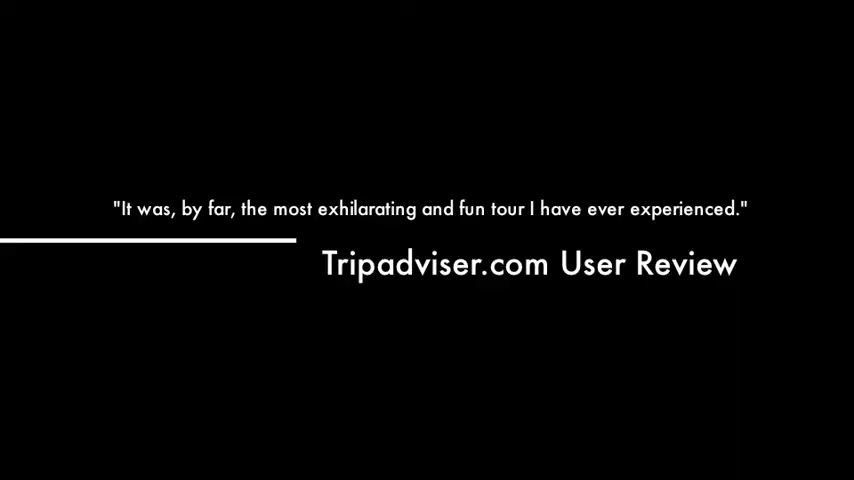 "It was, by far, the most exhilarating and fun tour I have ever experienced."
Tripadviser.com User Review